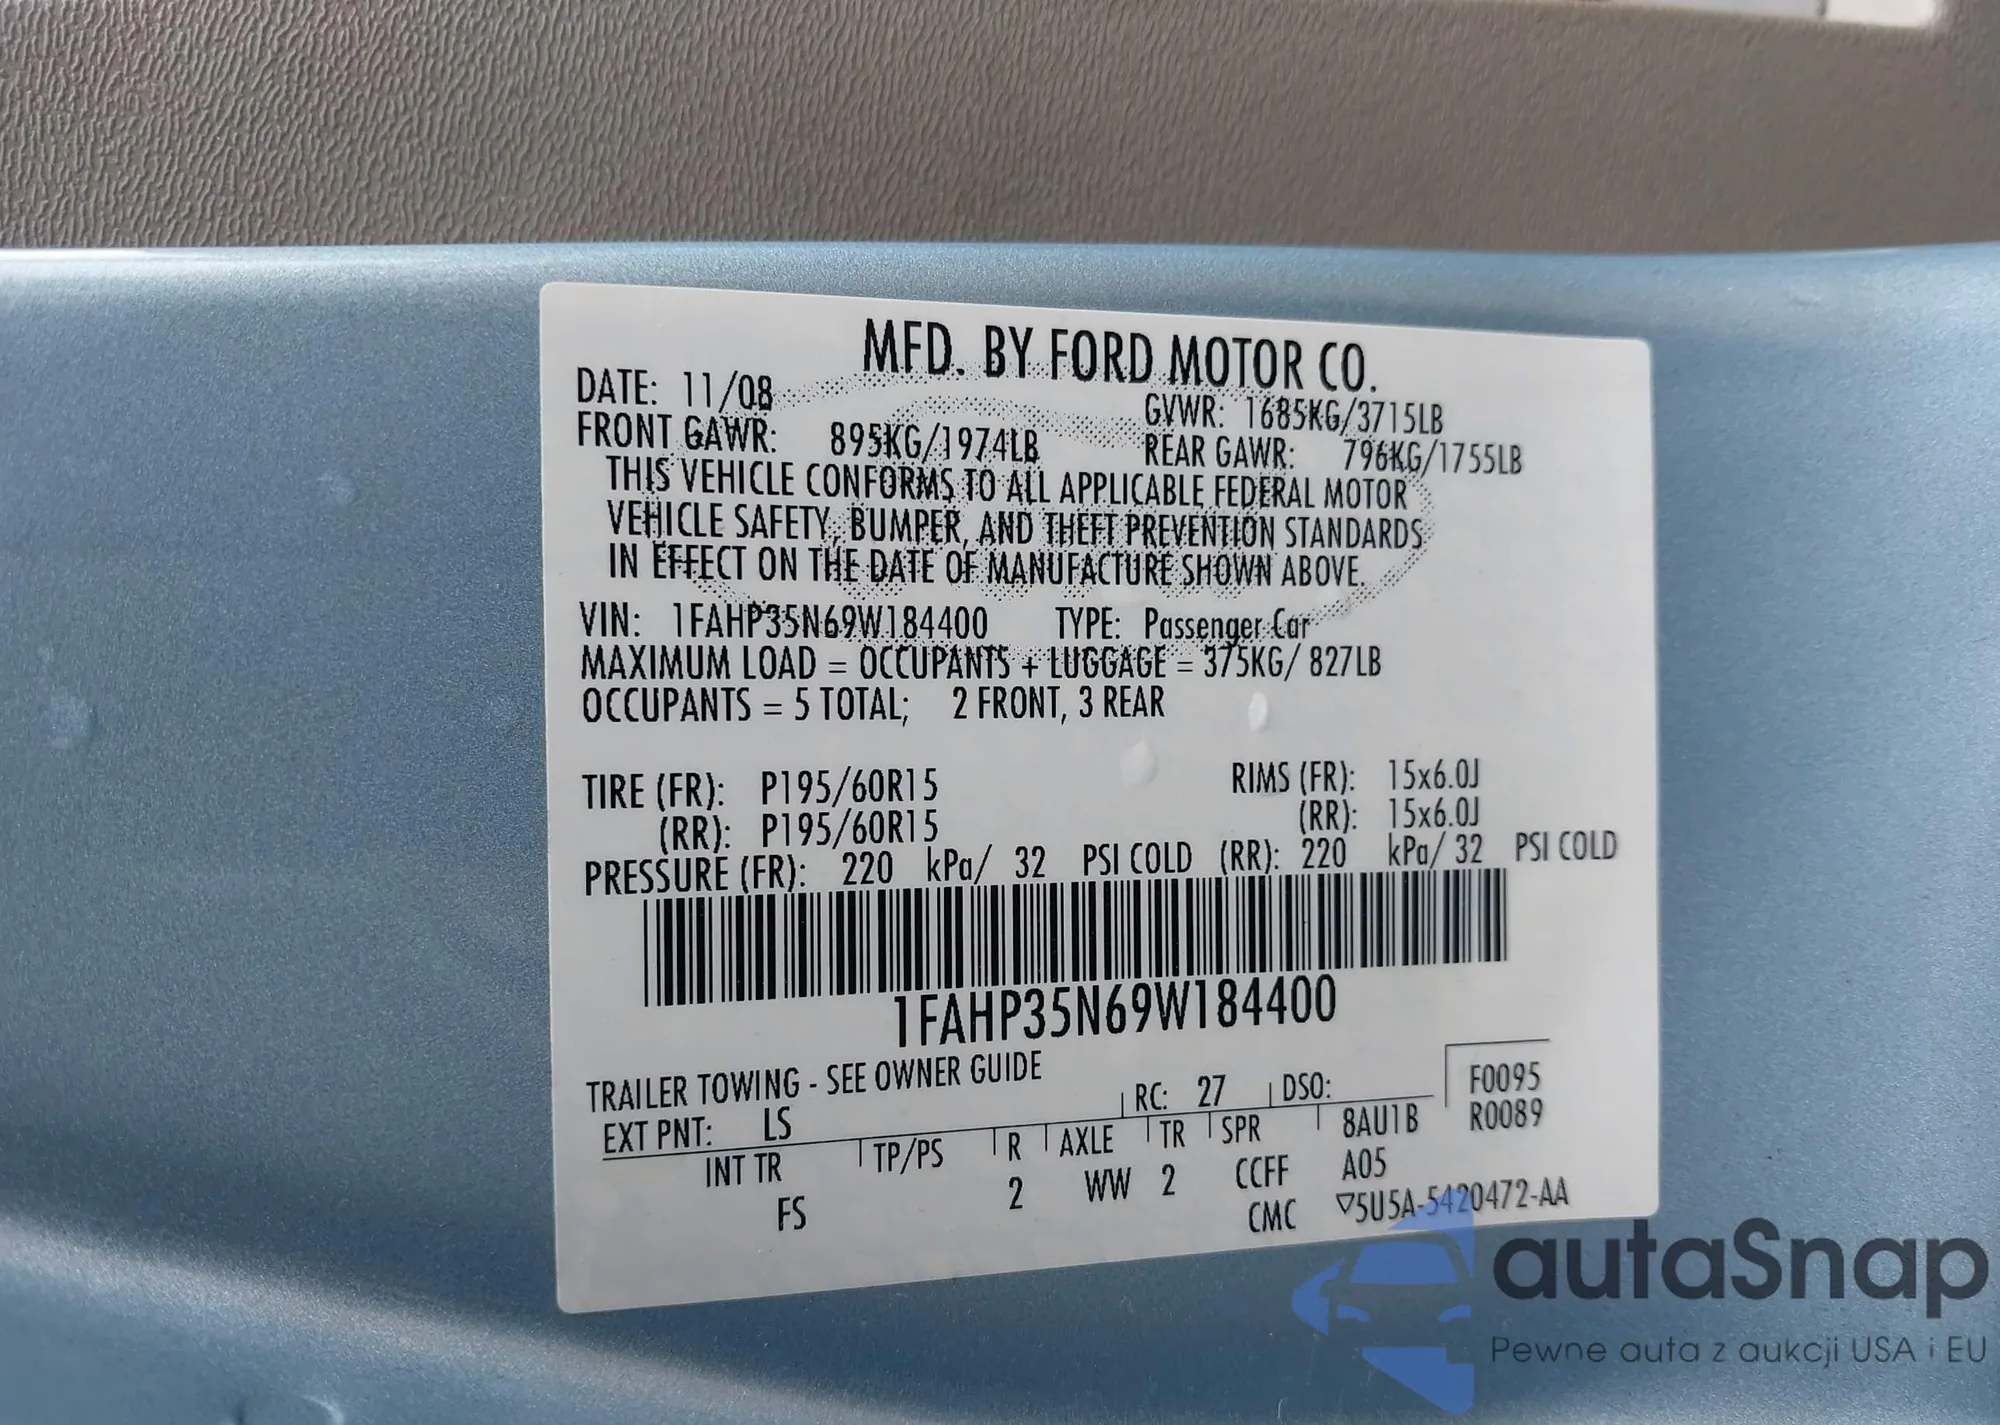 MFD. BY FORD MOTOR CO.
DATE: 11/08
GVWR: 1685KG/3715LB
FRONT GAWR: 895KG/1974LB
REAR GAWR: 796KG/1755LB
THIS VEHICLE CONFORMS TO ALL APPLICABLE FEDERAL MOTOR
VEHICLE SAFETY, BUMPER, AND THEFT PREVENTION STANDARDS
IN EFFECT ON THE DATE OF MANUFACTURE SHOWN ABOVE.
VIN: 1FAHP35N69W184400 TYPE: Passenger Car
MAXIMUM LOAD = OCCUPANTS + LUGGAGE = 375KG/ 827LB
OCCUPANTS = 5 TOTAL; 2 FRONT, 3 REAR
TIRE (FR): P195/60R15 RIMS (FR): 15x6.0J
(RR): P195/60R15 (RR): 15x6.0J
PRESSURE (FR): 220 kPa/ 32 PSI COLD (RR): 220 kPa/ 32 PSI COLD
1FAHP35N69W184400
TRAILER TOWING - SEE OWNER GUIDE
EXT PNT: LS RC: 27 DSO: F0095
R0089
INT TR TP/PS R AXLE TR SPR 8AU1B
FS 2 WW 2 CCFF A05
CMC ▽5U5A-5420472-AA
autaSnap
Pewne auta z aukcji USA i EU